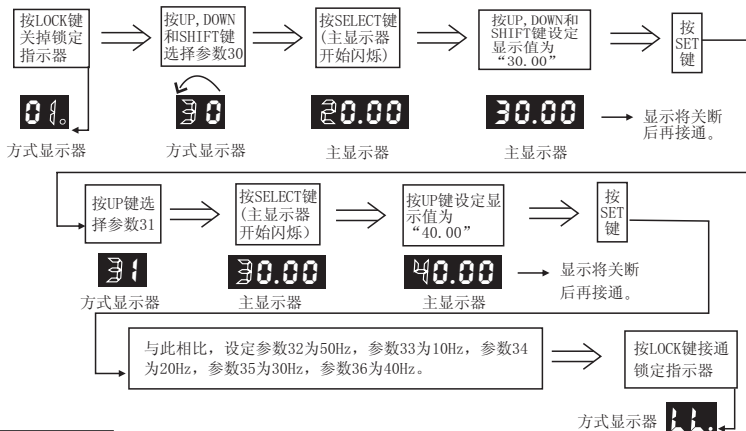 按LOCK键
关掉锁定
指示器
按UP,DOWN
和SHIFT键
选择参数30
按SELECT键
(主显示器
开始闪烁)
按UP,DOWN和
SHIFT键设定
显示值为
“30.00”
按
SET
键
01.
30
20.00
30.00
显示将关断
后再接通。
方式显示器
方式显示器
主显示器
主显示器
按UP键选
择参数31
按SELECT键
(主显示器
开始闪烁)
按UP键设定显
示值为
“40.00”
按
SET
键
31
30.00
40.00
显示将关断
后再接通。
方式显示器
主显示器
主显示器
与此相比，设定参数32为50Hz，参数33为10Hz，参数34
为20Hz，参数35为30Hz，参数36为40Hz。
按LOCK键接通
锁定指示器
方式显示器